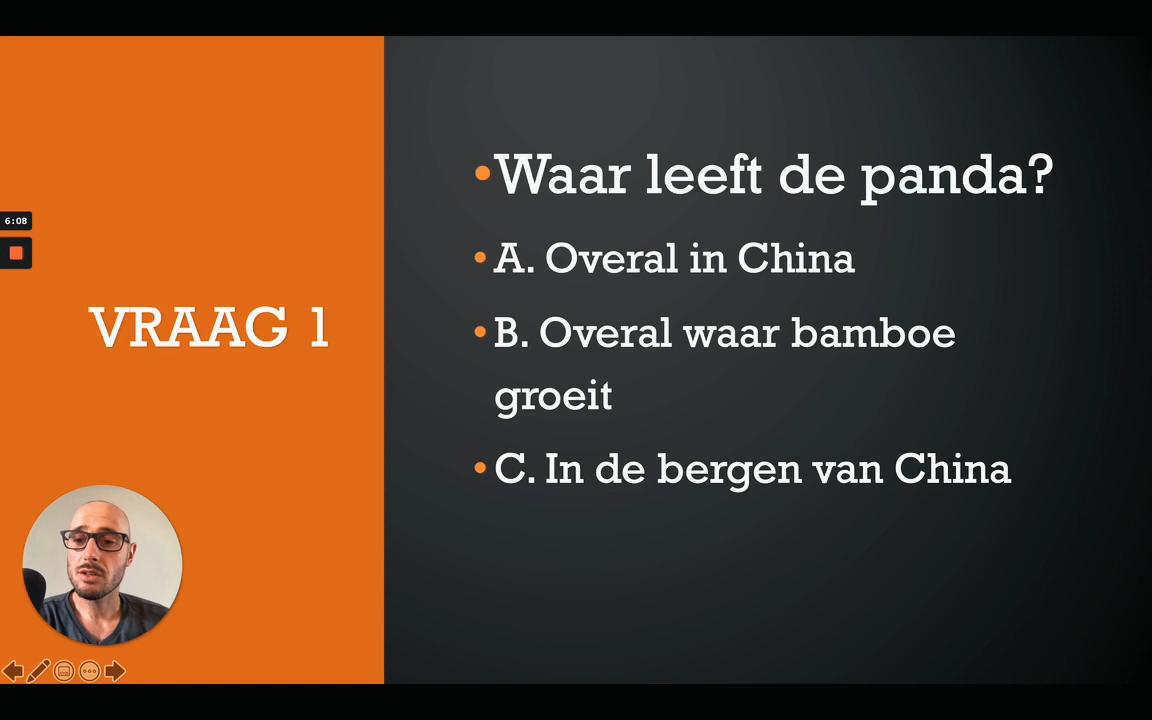 6:08
VRAAG 1
Waar leeft de panda?
A. Overal in China
B. Overal waar bamboe
groeit
C. In de bergen van China